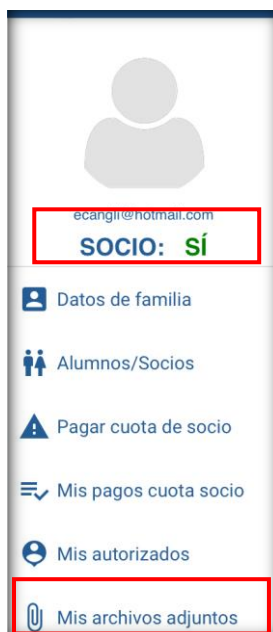 ecangli@hotmail.com
SOCIO: SÍ
Datos de familia
Alumnos/Socios
Pagar cuota de socio
Mis pagos cuota socio
Mis autorizados
Mis archivos adjuntos